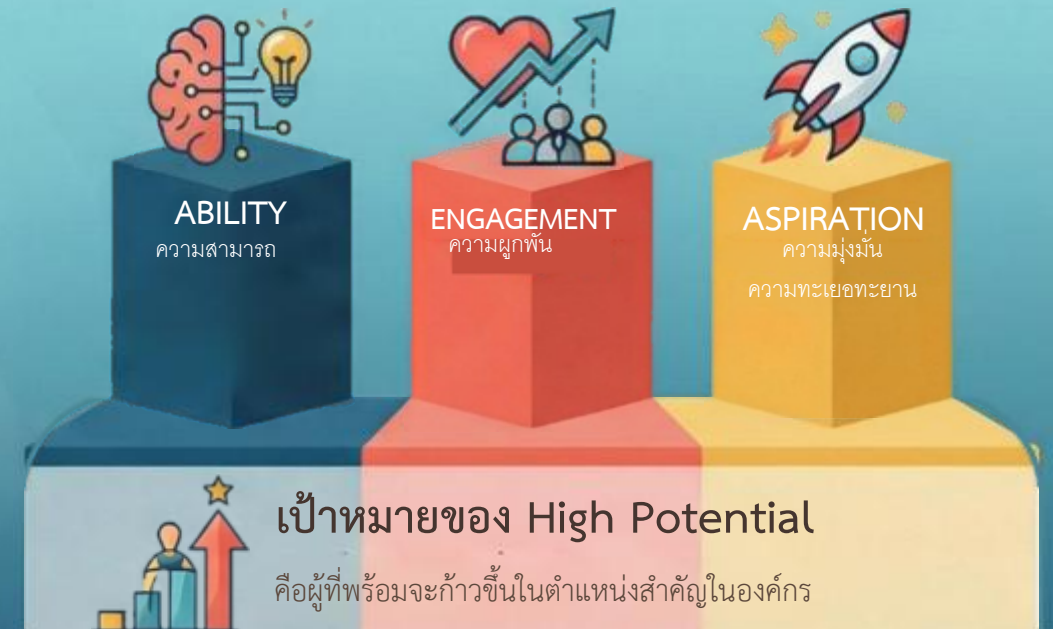 ABILITY
ความสามารถ
ENGAGEMENT
ความผูกพัน
ASPIRATION
ความมุ่งมั่น
ความทะเยอทะยาน
เป้าหมายของ High Potential
คือผู้ที่พร้อมจะก้าวขึ้นในตำแหน่งสำคัญในองค์กร